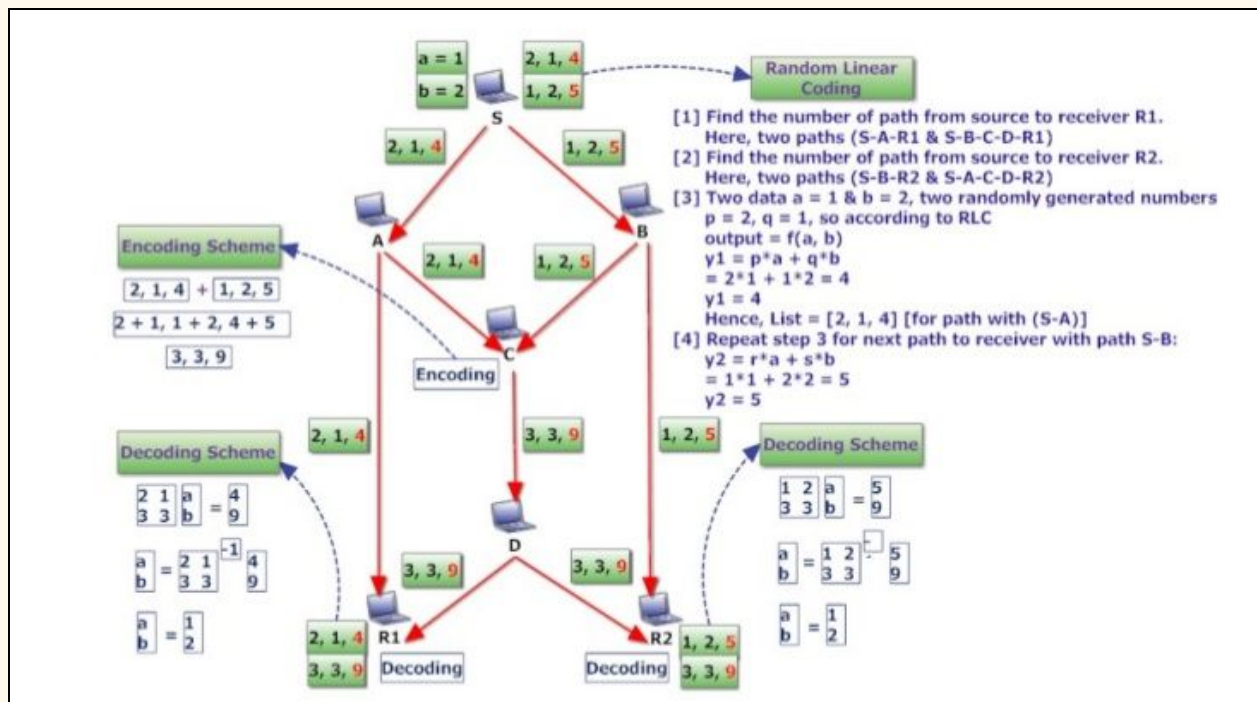 a = 1
b = 2
2, 1, 4
1, 2, 5
S
Random Linear
Coding
[1] Find the number of path from source to receiver R1.
Here, two paths (S-A-R1 & S-B-C-D-R1)
[2] Find the number of path from source to receiver R2.
Here, two paths (S-B-R2 & S-A-C-D-R2)
[3] Two data a = 1 & b = 2, two randomly generated numbers
p = 2, q = 1, so according to RLC
output = f(a, b)
y1 = p*a + q*b
= 2*1 + 1*2 = 4
y1 = 4
Hence, List = [2, 1, 4] [for path with (S-A)]
[4] Repeat step 3 for next path to receiver with path S-B:
y2 = r*a + s*b
= 1*1 + 2*2 = 5
y2 = 5
2, 1, 4
1, 2, 5
A
B
Encoding Scheme
2, 1, 4 + 1, 2, 5
2 + 1, 1 + 2, 4 + 5
3, 3, 9
2, 1, 4
1, 2, 5
C
Encoding
2, 1, 4
3, 3, 9
1, 2, 5
Decoding Scheme
2 1 a = 4
3 3 b 9
a = 2 1 -1 4
b 3 3 9
a = 1
b 2
Decoding Scheme
1 2 a = 5
3 3 b 9
a = 1 2 - 5
b 3 3 9
a = 1
b 2
D
3, 3, 9
3, 3, 9
2, 1, 4
3, 3, 9
R1
Decoding
R2
Decoding
1, 2, 5
3, 3, 9